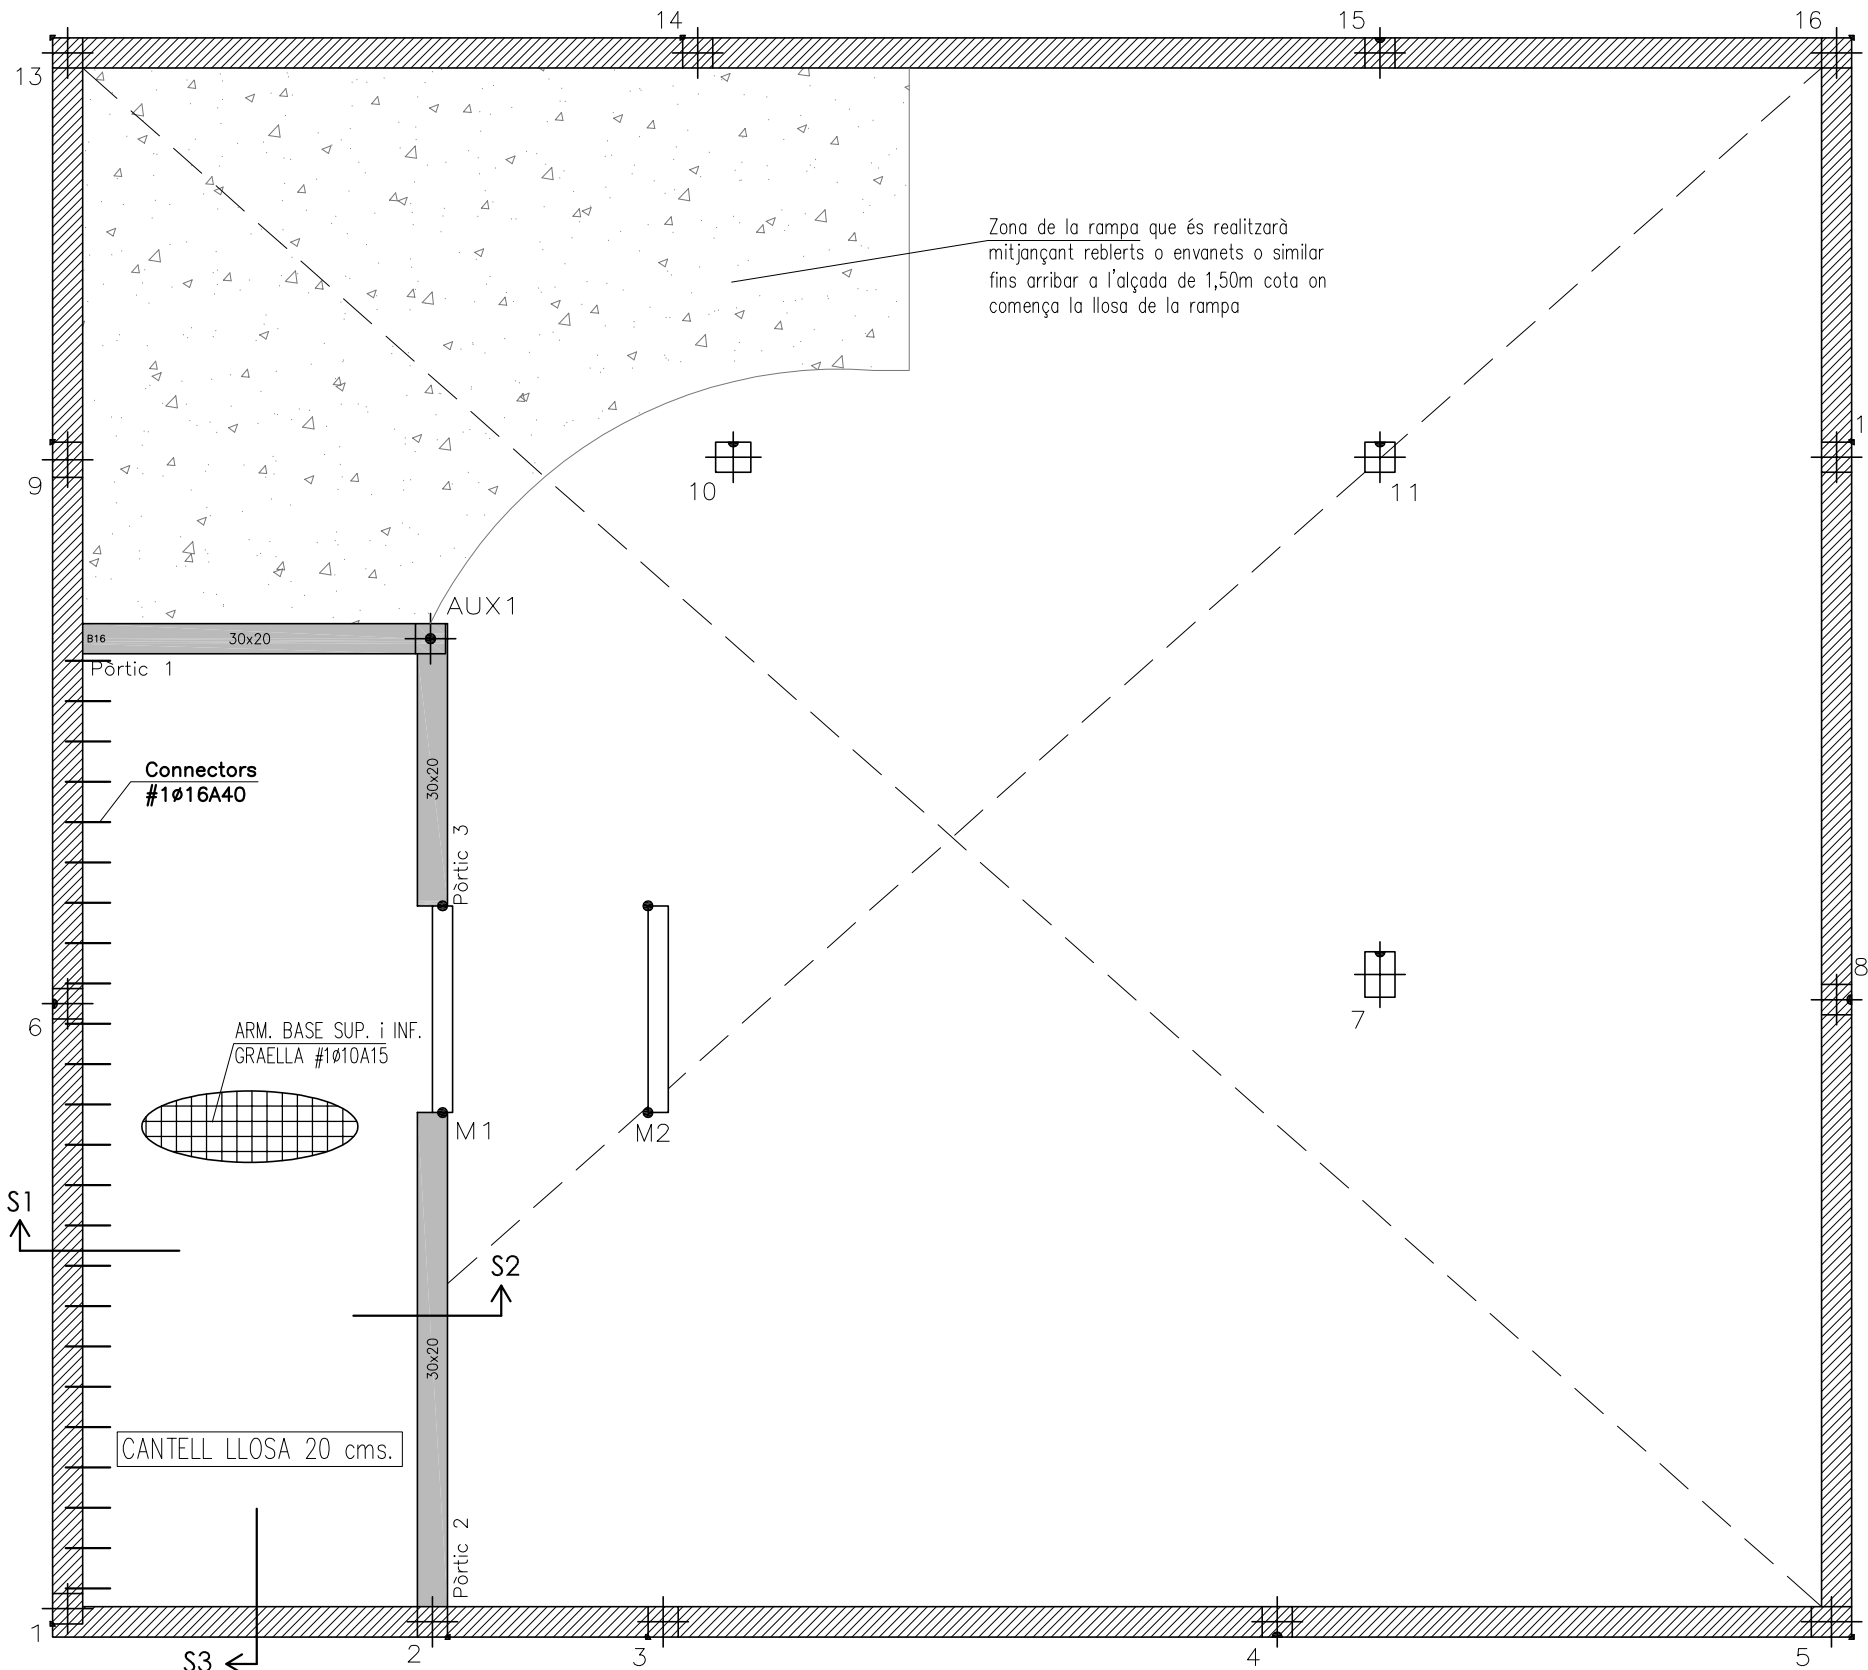 14
15
16
13
Zona de la rampa que és realitzarà
mitjançant reblerts o envanets o similar
fins arribar a l'alçada de 1,50m cota on
comença la llosa de la rampa
1
9
10
11
AUX1
B16
30x20
Pòrtic 1
Connectors
#1ø16A40
30x20
Pòrtic 3
8
6
7
ARM. BASE SUP. i INF.
GRAELLA #1ø10A15
M1
M2
S1
S2
30x20
CANTELL LLOSA 20 cms.
Pòrtic 2
1
2
3
4
5
S3